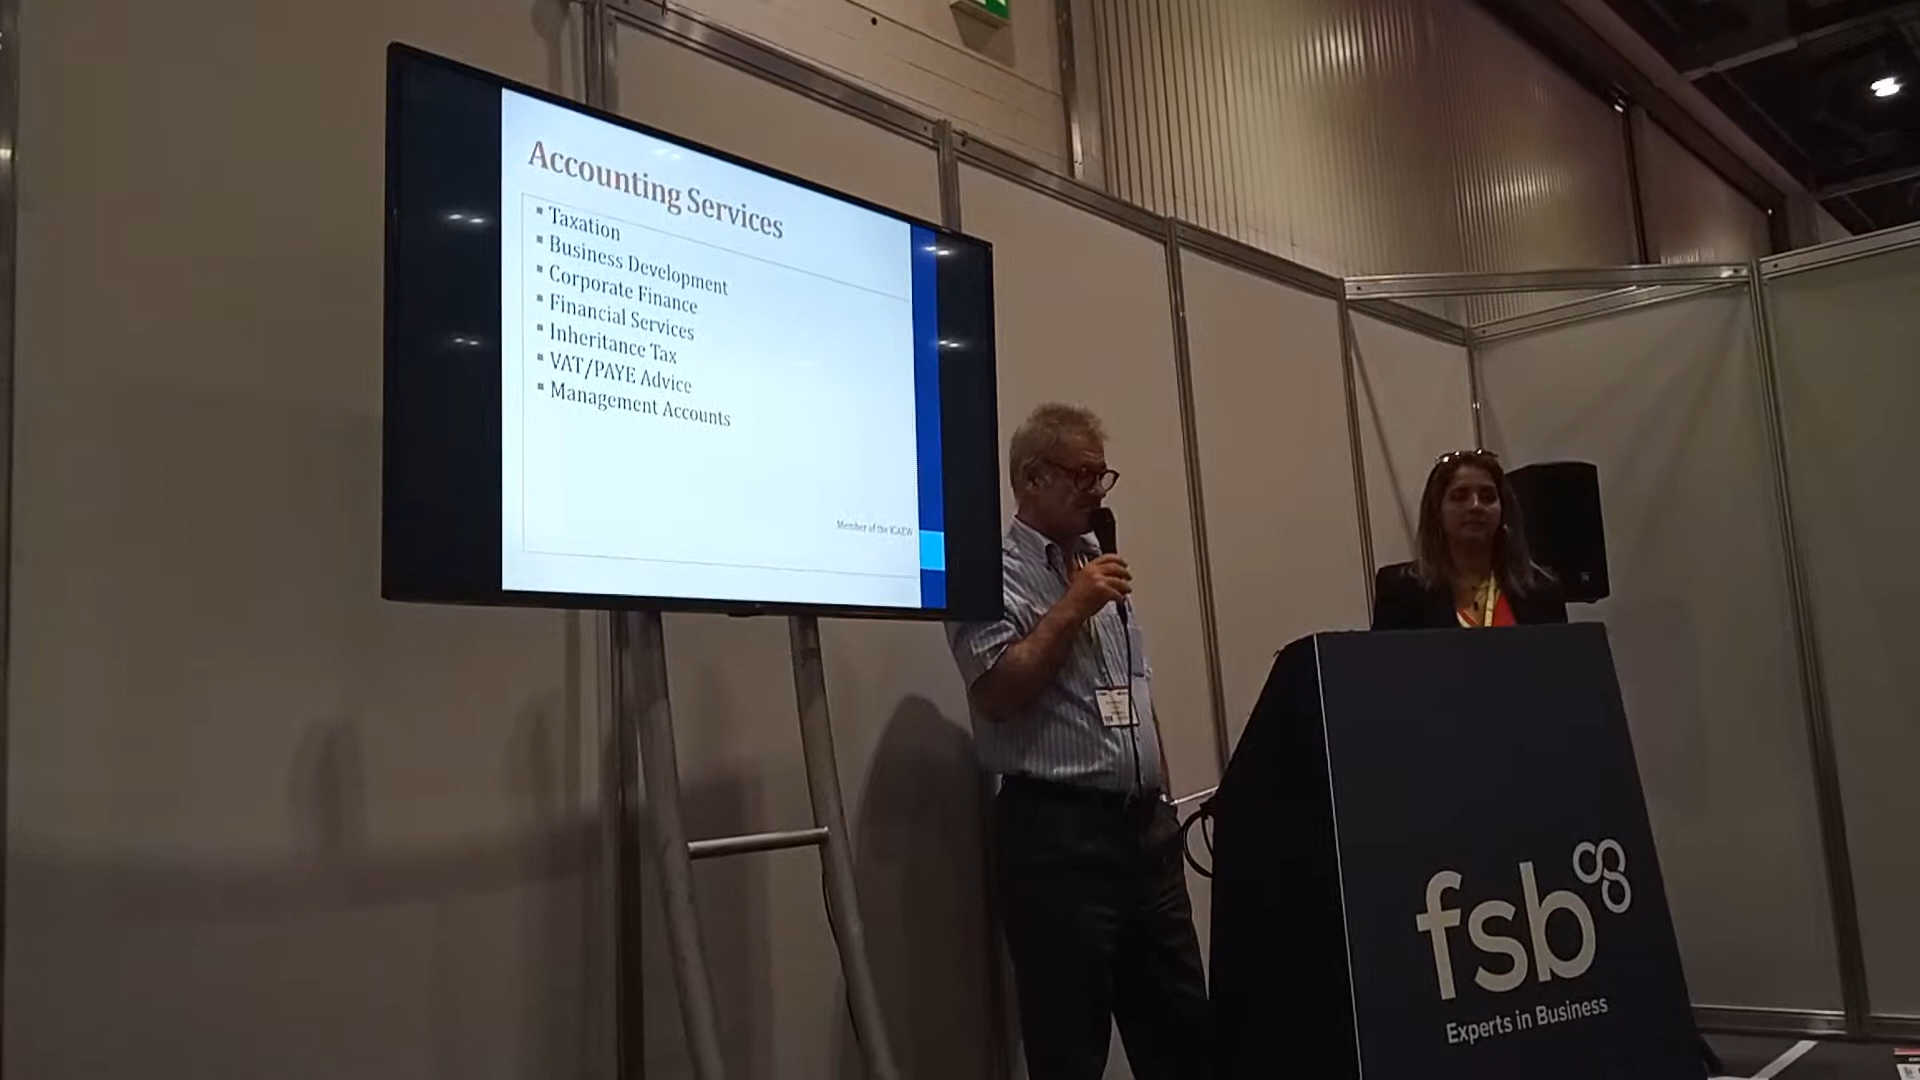 Accounting Services
▪ Taxation
▪ Business Development
▪ Corporate Finance
▪ Financial Services
▪ Inheritance Tax
▪ VAT/PAYE Advice
▪ Management Accounts
Member of the ICAEW
fsb
Experts in Business